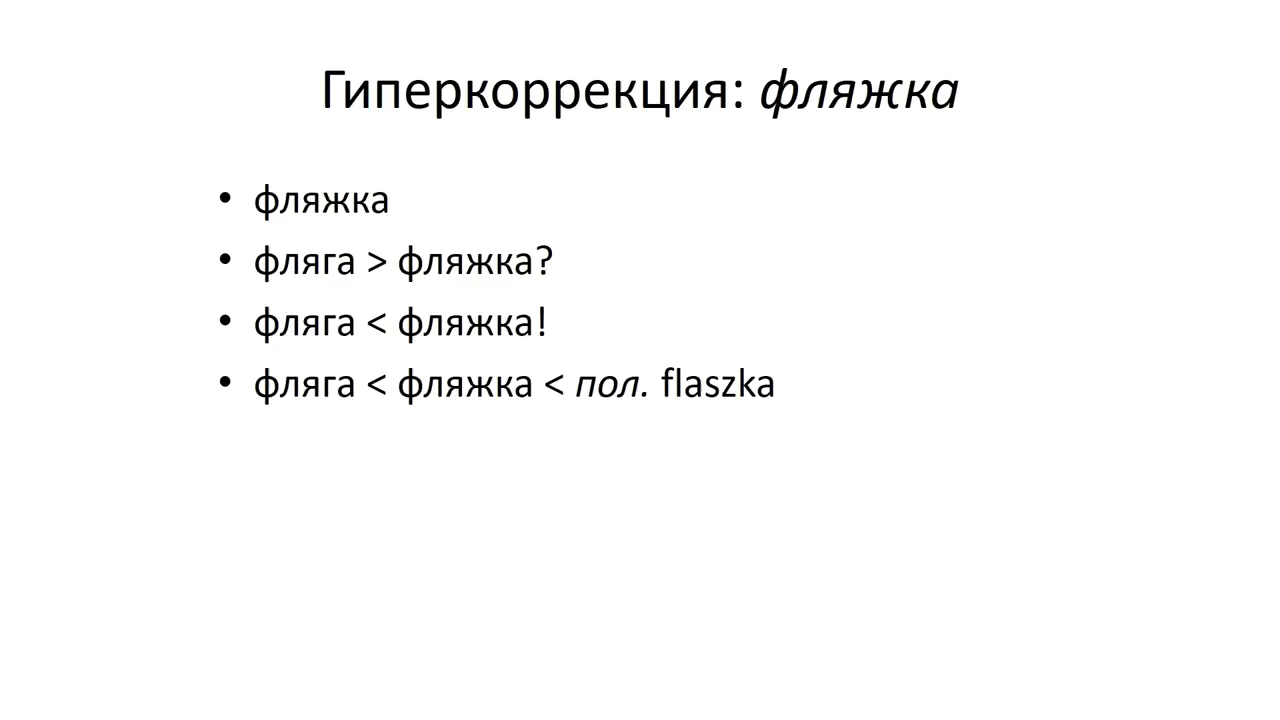 Гиперкоррекция: фляжка
• фляжка
• фляга > фляжка?
• фляга < фляжка!
• фляга < фляжка < пол. flaszka